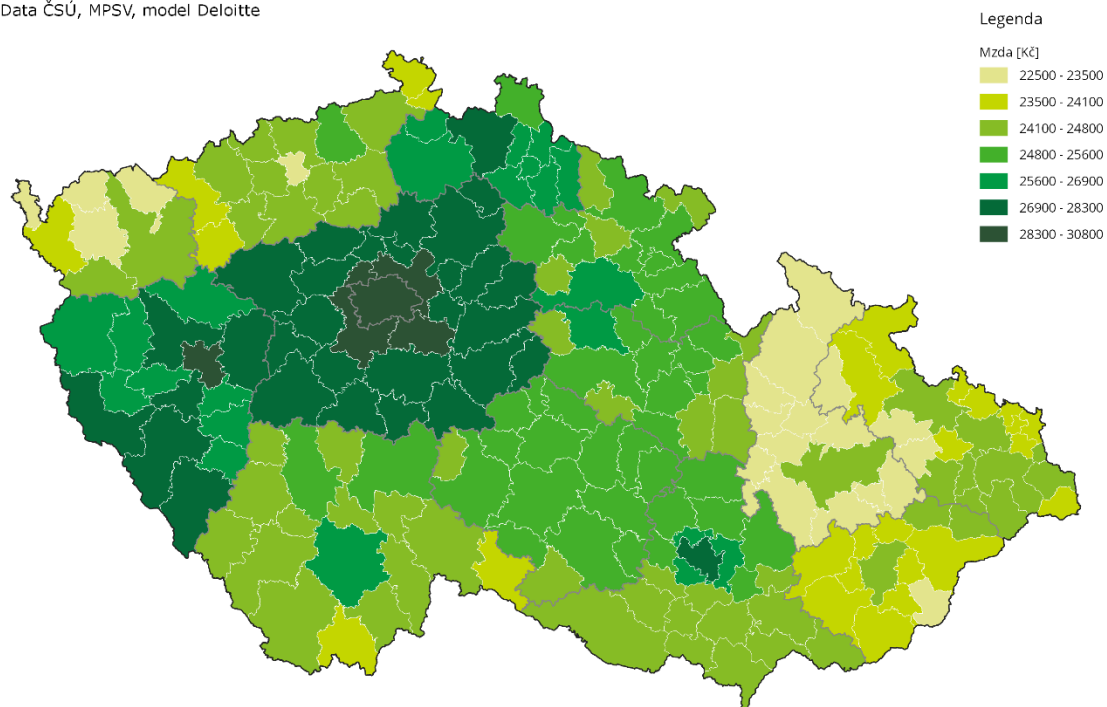 Data ČSÚ, MPSV, model Deloitte
Legenda
Mzda [Kč]
22500 - 23500
23500 - 24100
24100 - 24800
24800 - 25600
25600 - 26900
26900 - 28300
28300 - 30800